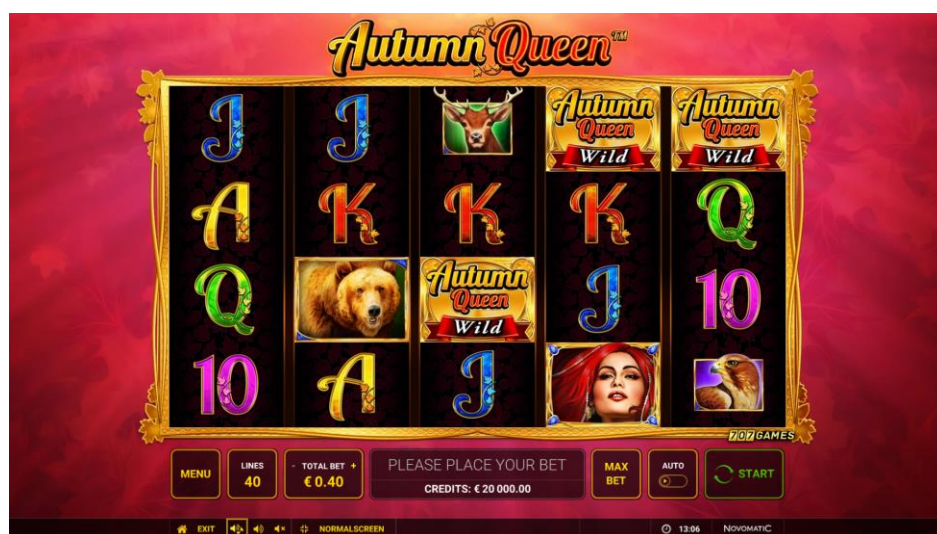 Autumn Queen™
J J Autumn Queen Wild Autumn Queen Wild
A K K K Q
Q Autumn Queen Wild J 10
10 A J
707 GAMES
MENU
LINES
40
- TOTAL BET +
€ 0.40
PLEASE PLACE YOUR BET
CREDITS: € 20 000.00
MAX
BET
AUTO
START
EXIT NORMALSCREEN 13:06 NOVOMATIC